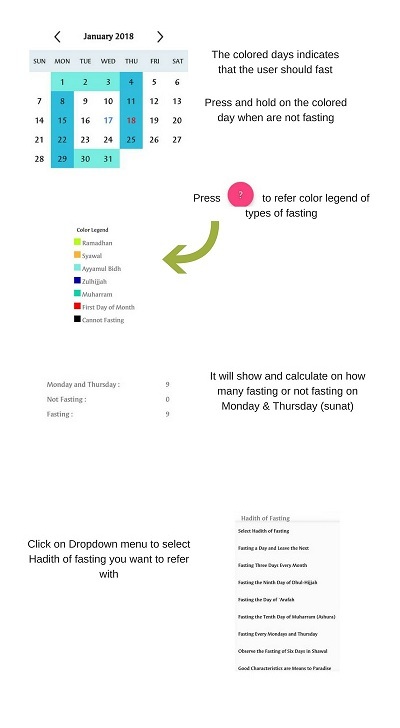 January 2018
SUN MON TUE WED THU FRI SAT
1 2 3 4 5 6
7 8 9 10 11 12 13
14 15 16 17 18 19 20
21 22 23 24 25 26 27
28 29 30 31
The colored days indicates
that the user should fast
Press and hold on the colored
day when are not fasting
Press ? to refer color legend of
types of fasting
Color Legend
Ramadhan
Syawal
Ayyamul Bidh
Zulhijjah
Muharram
First Day of Month
Cannot Fasting
Monday and Thursday : 9
Not Fasting : 0
Fasting : 9
It will show and calculate on how
many fasting or not fasting on
Monday & Thursday (sunat)
Click on Dropdown menu to select
Hadith of fasting you want to refer
with
Hadith of Fasting
Select Hadith of Fasting
Fasting a Day and Leave the Next
Fasting Three Days Every Month
Fasting the Ninth Day of Dhul-Hijjah
Fasting the Day of 'Arafah
Fasting the Tenth Day of Muharram (Ashura)
Fasting Every Mondays and Thursday
Observe the Fasting of Six Days in Shawal
Good Characteristics are Means to Paradise